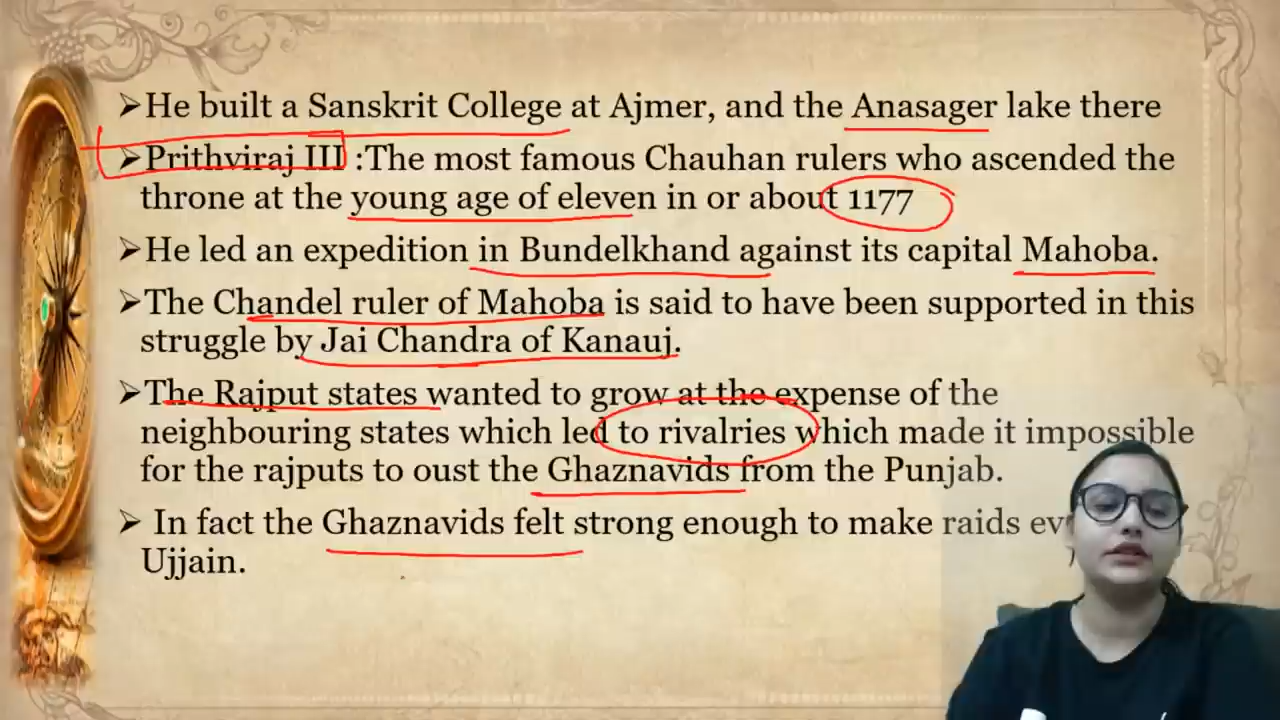 ➢He built a Sanskrit College at Ajmer, and the Anasager lake there
➢Prithviraj III :The most famous Chauhan rulers who ascended the
throne at the young age of eleven in or about 1177
➢He led an expedition in Bundelkhand against its capital Mahoba.
➢The Chandel ruler of Mahoba is said to have been supported in this
struggle by Jai Chandra of Kanauj.
➢The Rajput states wanted to grow at the expense of the
neighbouring states which led to rivalries which made it impossible
for the rajputs to oust the Ghaznavids from the Punjab.
➢ In fact the Ghaznavids felt strong enough to make raids
Ujjain.